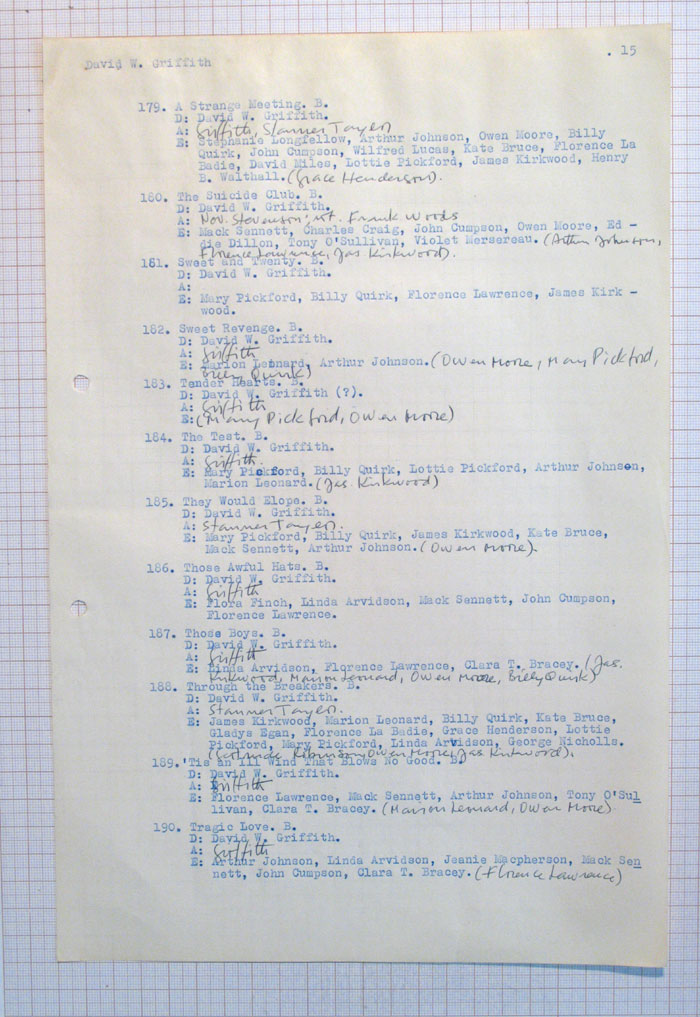 . 15
David W. Griffith
179. A Strange Meeting. B.
D: David W. Griffith.
A: Griffith, Stanner Tayler
E: Stephanie Longfellow, Arthur Johnson, Owen Moore, Billy
Quirk, John Cumpson, Wilfred Lucas, Kate Bruce, Florence La
Badie, David Miles, Lottie Pickford, James Kirkwood, Henry
B. Walthall. (Grace Henderson).
180. The Suicide Club. B.
D: David W. Griffith.
A: Nov. Stevenson; Frank Woods
E: Mack Sennett, Charles Craig, John Cumpson, Owen Moore, Ed -
die Dillon, Tony O'Sullivan, Violet Mersereau. (Arthur Johnson,
Florence Lawrence, Jas Kirkwood).
181. Sweet and Twenty. B.
D: David W. Griffith.
A:
E: Mary Pickford, Billy Quirk, Florence Lawrence, James Kirk -
wood.
182. Sweet Revenge. B.
D: David W. Griffith.
A: Griffith
E: Marion Leonard, Arthur Johnson. (Owen Moore, Mary Pickford,
Billy Quirk)
183. Tender Hearts. B.
D: David W. Griffith (?).
A: Griffith
E: (Mary Pickford, Owen Moore)
184. The Test. B.
D: David W. Griffith.
A: Griffith.
E: Mary Pickford, Billy Quirk, Lottie Pickford, Arthur Johnson,
Marion Leonard. (Jas. Kirkwood)
185. They Would Elope. B.
D: David W. Griffith.
A: Stanner Tayler.
E: Mary Pickford, Billy Quirk, James Kirkwood, Kate Bruce,
Mack Sennett, Arthur Johnson. (Owen Moore).
186. Those Awful Hats. B.
D: David W. Griffith.
A: Griffith
E: Flora Finch, Linda Arvidson, Mack Sennett, John Cumpson,
Florence Lawrence.
187. Those Boys. B.
D: David W. Griffith.
A: Griffith
E: Linda Arvidson, Florence Lawrence, Clara T. Bracey. (Jas.
Kirkwood, Marion Leonard, Owen Moore, Billy Quirk)
188. Through the Breakers. B.
D: David W. Griffith.
A: Stanner Tayler.
E: James Kirkwood, Marion Leonard, Billy Quirk, Kate Bruce,
Gladys Egan, Florence La Badie, Grace Henderson, Lottie
Pickford, Mary Pickford, Linda Arvidson, George Nicholls.
(Gertrude Robinson, Owen Moore, Jas Kirkwood).
189. 'Tis an Ill Wind That Blows No Good. B.
D: David W. Griffith.
A: Griffith
E: Florence Lawrence, Mack Sennett, Arthur Johnson, Tony O'Sul
livan, Clara T. Bracey. (Marion Leonard, Owen Moore)
190. Tragic Love. B.
D: David W. Griffith.
A: Griffith
E: Arthur Johnson, Linda Arvidson, Jeanie Macpherson, Mack Sen
nett, John Cumpson, Clara T. Bracey. (Florence Lawrence)